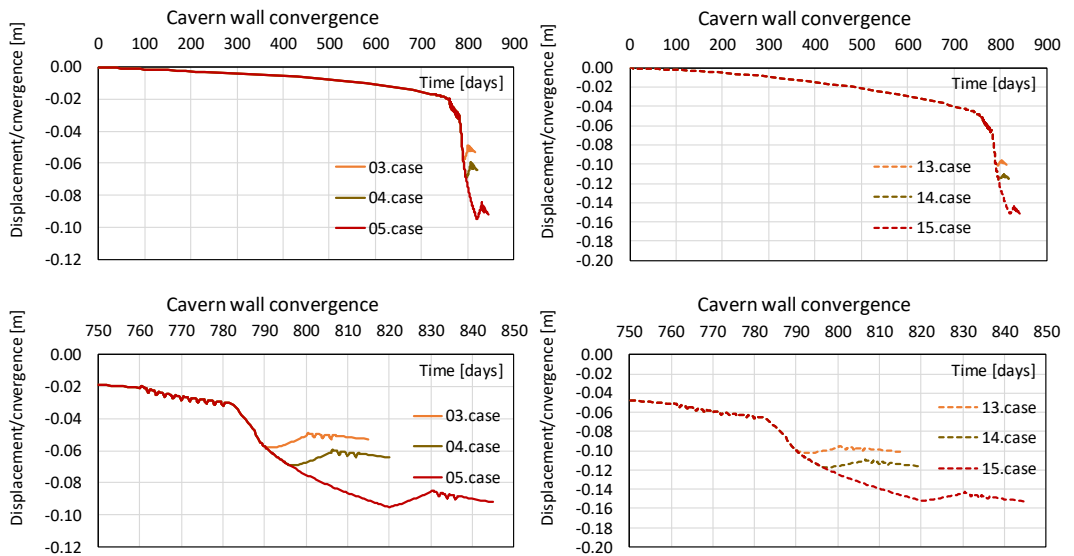 Cavern wall convergence
0 100 200 300 400 500 600 700 800 900
Displacement/cnvergence [m]
0.00
-0.02
-0.04
-0.06
-0.08
-0.10
-0.12
Time [days]
03.case
04.case
05.case
Cavern wall convergence
0 100 200 300 400 500 600 700 800 900
Displacement/cnvergence [m]
0.00
-0.02
-0.04
-0.06
-0.08
-0.10
-0.12
-0.14
-0.16
-0.18
-0.20
Time [days]
13.case
14.case
15.case
Cavern wall convergence
750 760 770 780 790 800 810 820 830 840 850
Displacement/cnvergence [m]
0.00
-0.02
-0.04
-0.06
-0.08
-0.10
-0.12
Time [days]
03.case
04.case
05.case
Cavern wall convergence
750 760 770 780 790 800 810 820 830 840 850
Displacement/cnvergence [m]
0.00
-0.02
-0.04
-0.06
-0.08
-0.10
-0.12
-0.14
-0.16
-0.18
-0.20
Time [days]
13.case
14.case
15.case